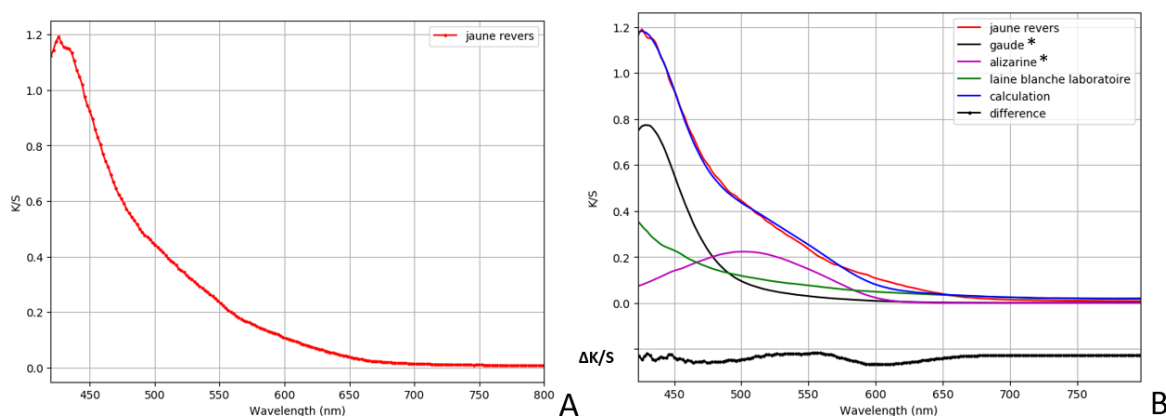 1.2
1.0
0.8
0.6
0.4
0.2
0.0
K/S
450
500
550
600
650
700
750
800
Wavelength (nm)
jaune revers
A
1.2
1.0
0.8
0.6
0.4
0.2
0.0
K/S
ΔK/S
450
500
550
600
650
700
750
Wavelength (nm)
jaune revers
gaude *
alizarine *
laine blanche laboratoire
calculation
difference
B